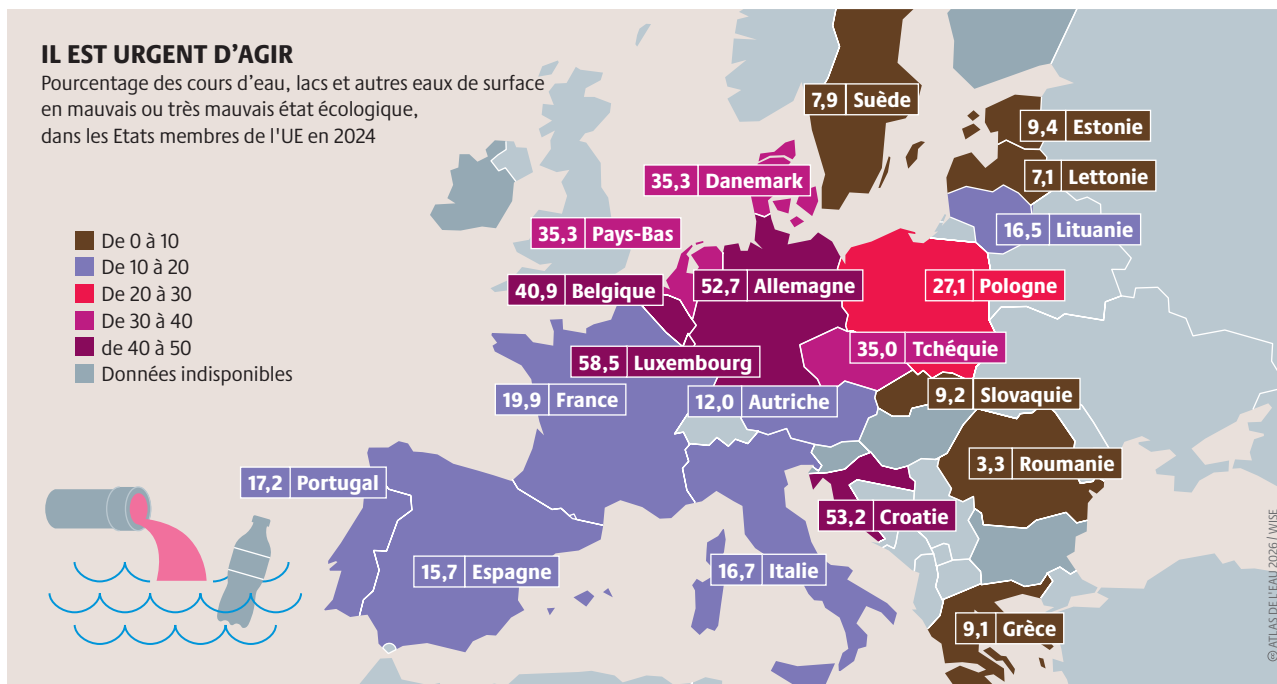 IL EST URGENT D’AGIR
Pourcentage des cours d’eau, lacs et autres eaux de surface
en mauvais ou très mauvais état écologique,
dans les Etats membres de l'UE en 2024
De 0 à 10
De 10 à 20
De 20 à 30
De 30 à 40
de 40 à 50
Données indisponibles
7,9 Suède
9,4 Estonie
7,1 Lettonie
16,5 Lituanie
35,3 Danemark
35,3 Pays-Bas
40,9 Belgique
52,7 Allemagne
27,1 Pologne
58,5 Luxembourg
35,0 Tchéquie
19,9 France
12,0 Autriche
9,2 Slovaquie
17,2 Portugal
3,3 Roumanie
53,2 Croatie
15,7 Espagne
16,7 Italie
9,1 Grèce
© ATLAS DE L'EAU 2026 / WISE